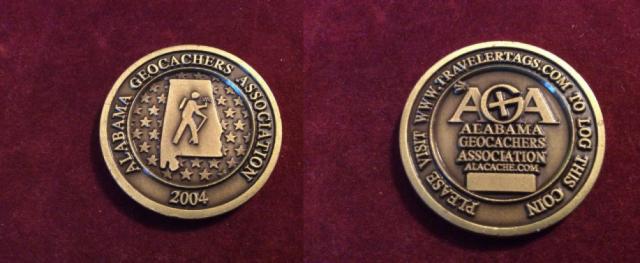 ALABAMA GEOCACHERS ASSOCIATION
2004
PLEASE VISIT WWW.TRAVELERTAGS.COM TO LOG THIS COIN
AGA
ALABAMA
GEOCACHERS
ASSOCIATION
ALACACHE.COM